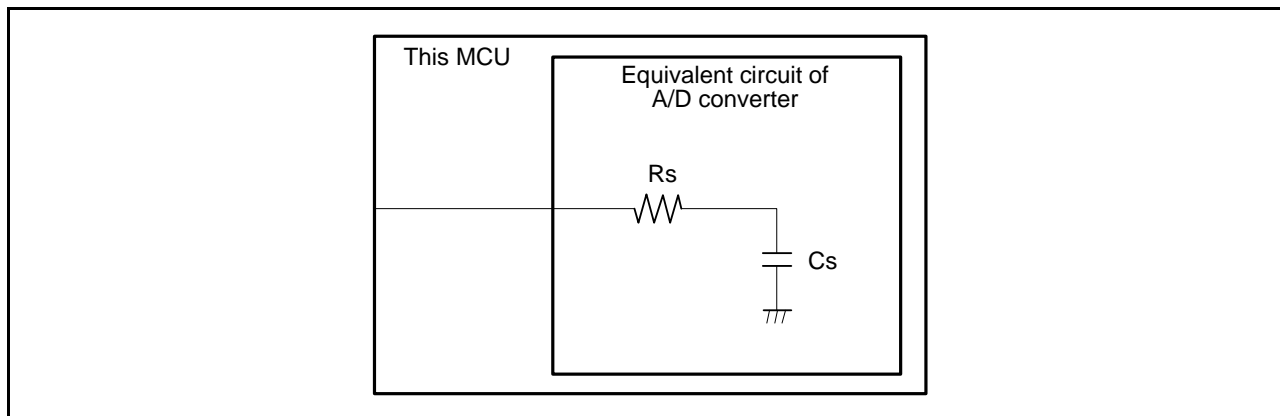 This MCU
Equivalent circuit of
A/D converter
Rs
Cs